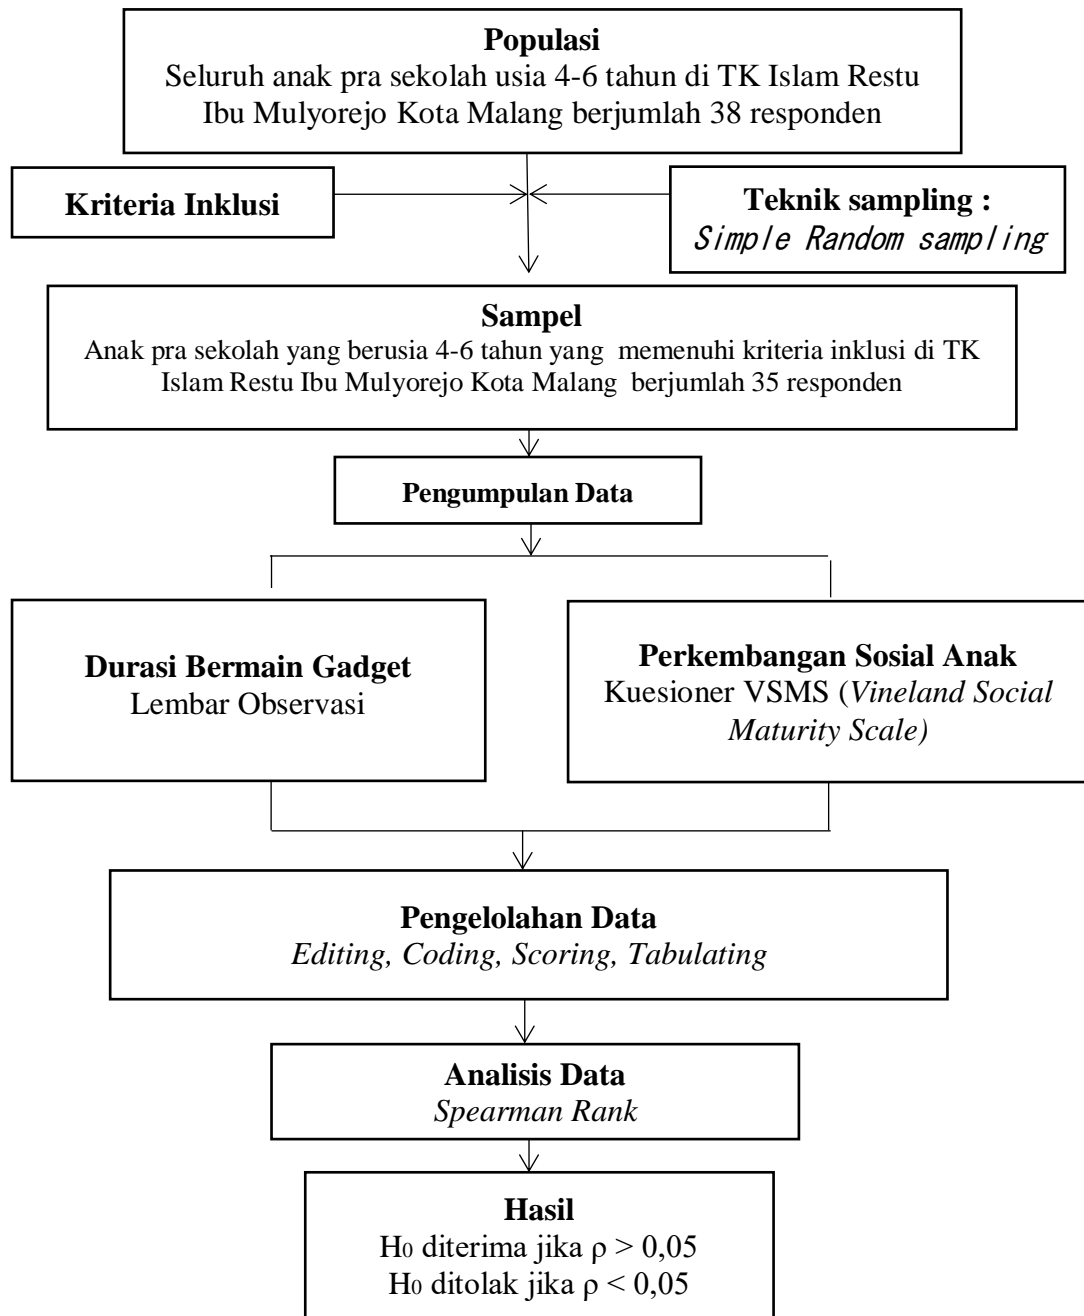 Populasi
Seluruh anak pra sekolah usia 4-6 tahun di TK Islam Restu
Ibu Mulyorejo Kota Malang berjumlah 38 responden
Kriteria Inklusi
Teknik sampling :
Simple Random sampling
Sampel
Anak pra sekolah yang berusia 4-6 tahun yang memenuhi kriteria inklusi di TK
Islam Restu Ibu Mulyorejo Kota Malang berjumlah 35 responden
Pengumpulan Data
Durasi Bermain Gadget
Lembar Observasi
Perkembangan Sosial Anak
Kuesioner VSMS (Vineland Social
Maturity Scale)
Pengelolahan Data
Editing, Coding, Scoring, Tabulating
Analisis Data
Spearman Rank
Hasil
H0 diterima jika ρ > 0,05
H0 ditolak jika ρ < 0,05